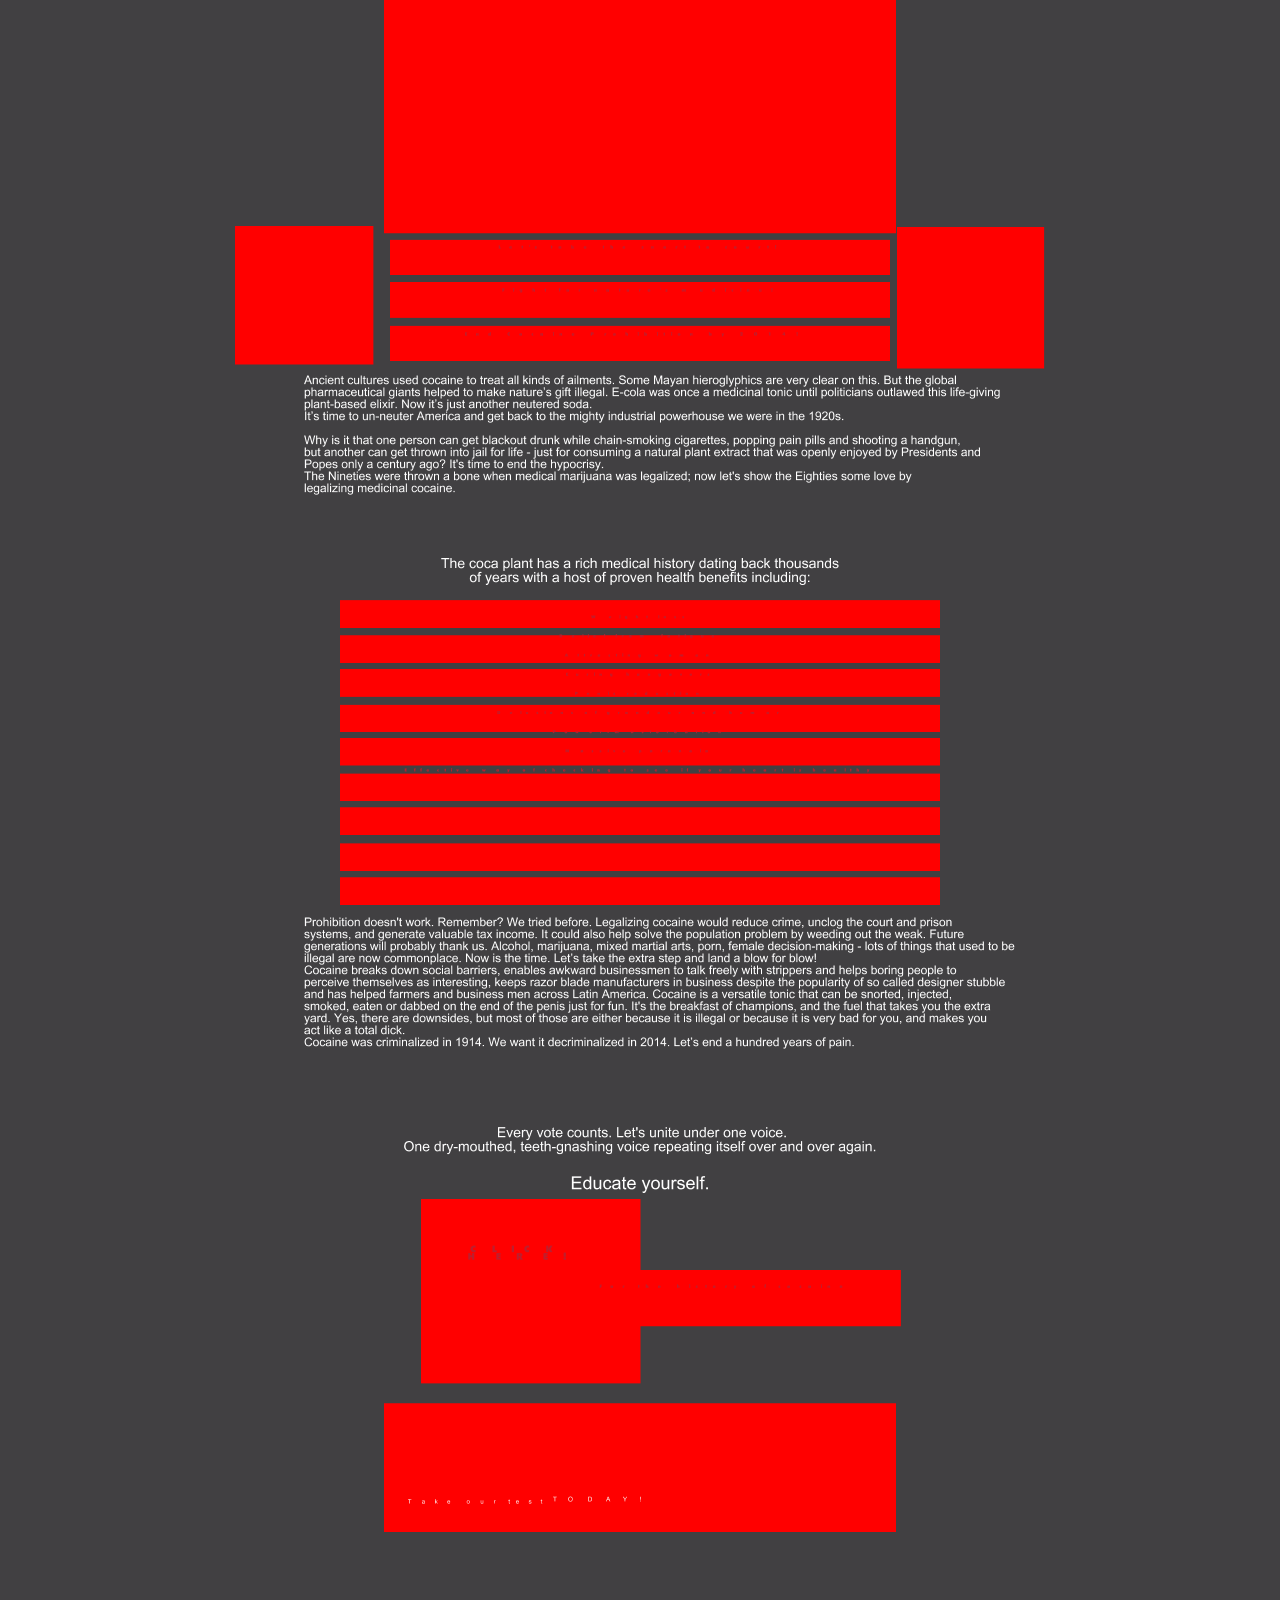 Ancient cultures used cocaine to treat all kinds of ailments. Some Mayan hieroglyphics are very clear on this. But the global
pharmaceutical giants helped to make nature's gift illegal. E-cola was once a medicinal tonic until politicians outlawed this life-giving
plant-based elixir. Now it's just another neutered soda.
It's time to un-neuter America and get back to the mighty industrial powerhouse we were in the 1920s.
Why is it that one person can get blackout drunk while chain-smoking cigarettes, popping pain pills and shooting a handgun,
but another can get thrown into jail for life - just for consuming a natural plant extract that was openly enjoyed by Presidents and
Popes only a century ago? It's time to end the hypocrisy.
The Nineties were thrown a bone when medical marijuana was legalized; now let's show the Eighties some love by
legalizing medicinal cocaine.
The coca plant has a rich medical history dating back thousands
of years with a host of proven health benefits including:
Prohibition doesn't work. Remember? We tried before. Legalizing cocaine would reduce crime, unclog the court and prison
systems, and generate valuable tax income. It could also help solve the population problem by weeding out the weak. Future
generations will probably thank us. Alcohol, marijuana, mixed martial arts, porn, female decision-making - lots of things that used to be
illegal are now commonplace. Now is the time. Let's take the extra step and land a blow for blow!
Cocaine breaks down social barriers, enables awkward businessmen to talk freely with strippers and helps boring people to
perceive themselves as interesting, keeps razor blade manufacturers in business despite the popularity of so called designer stubble
and has helped farmers and business men across Latin America. Cocaine is a versatile tonic that can be snorted, injected,
smoked, eaten or dabbed on the end of the penis just for fun. It's the breakfast of champions, and the fuel that takes you the extra
yard. Yes, there are downsides, but most of those are either because it is illegal or because it is very bad for you, and makes you
act like a total dick.
Cocaine was criminalized in 1914. We want it decriminalized in 2014. Let's end a hundred years of pain.
Every vote counts. Let's unite under one voice.
One dry-mouthed, teeth-gnashing voice repeating itself over and over again.
Educate yourself.
Take our test TODAY!